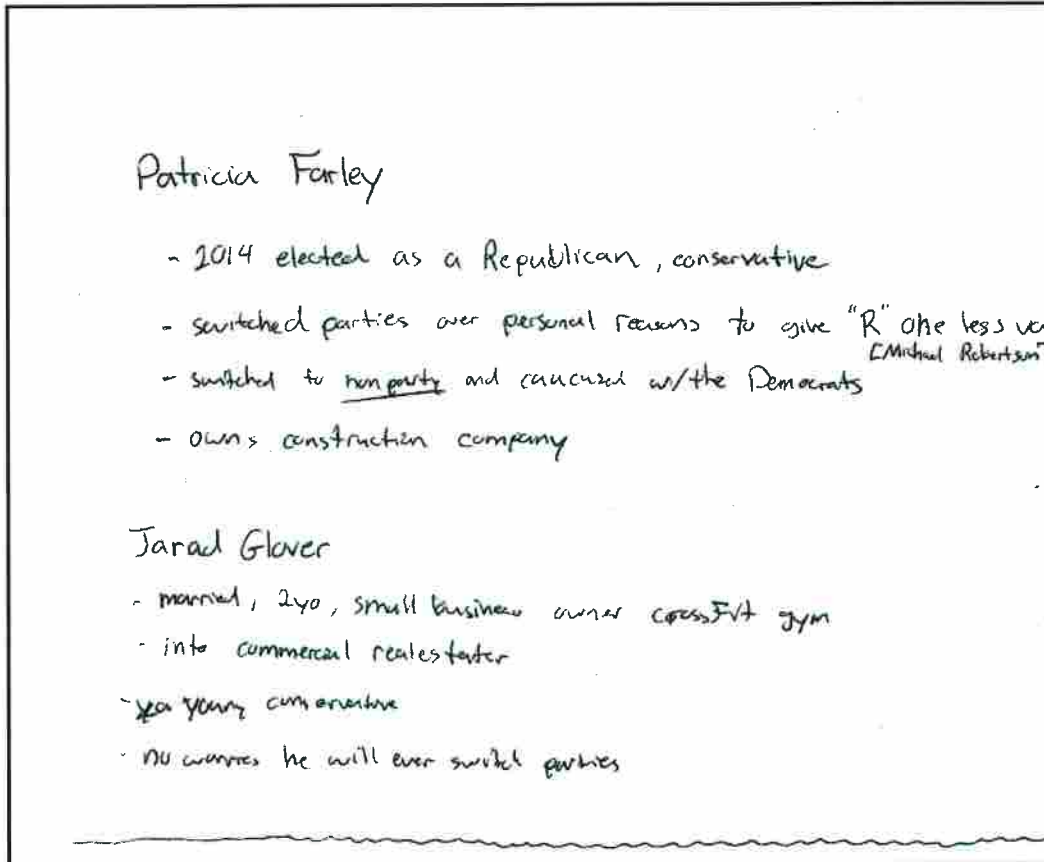 Patricia Farley
- 2014 elected as a Republican, conservative
- switched parties over personal reasons to give "R" one less
[Michael Robertson
- switched to non party and caucused w/the Democrats
- owns construction company
Jarad Glover
- married, 2yo, small business owner crossFit gym
- into commercial realestater
- a young conservative
- no worries he will ever switch parties